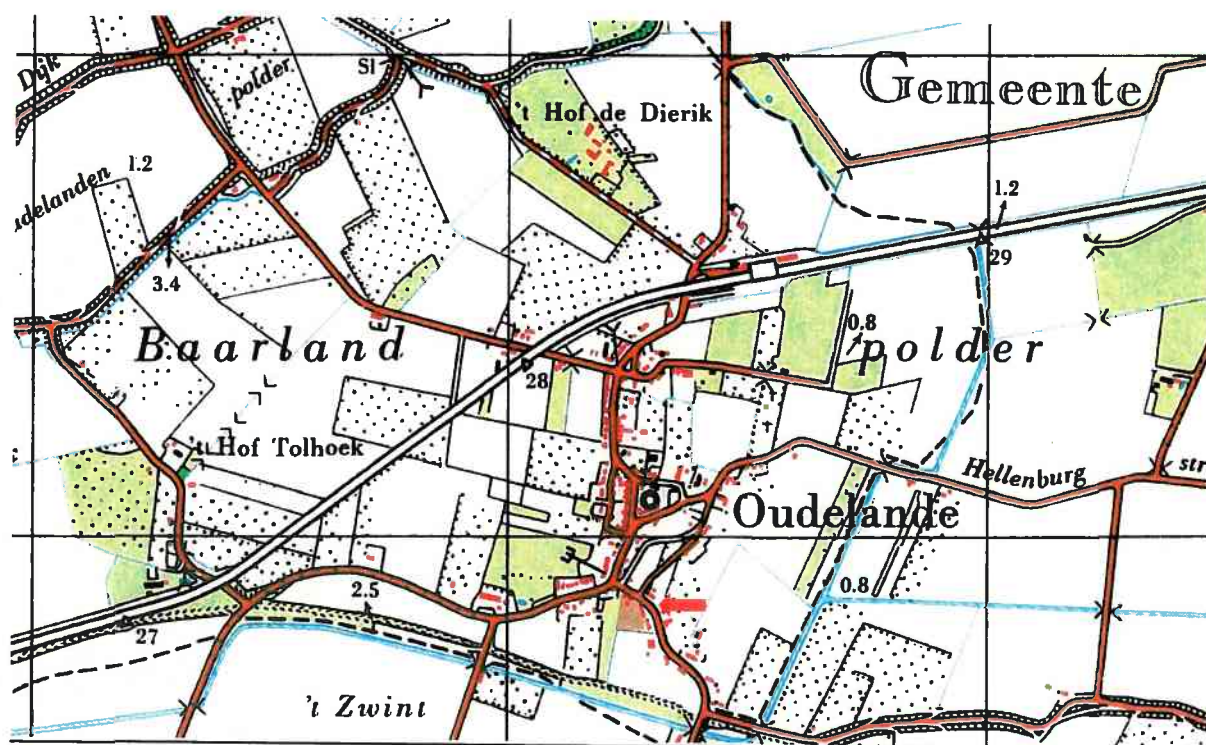 Dijk
polder
Sl
Gemeente
't Hof de Dierik
1.2
udelanden
1.2
3.4
29
Baarland
0.8
polder
28
't Hof Tolhoek
Hellenburg
str
Oudelande
2.5
0.8
27
't Zwint